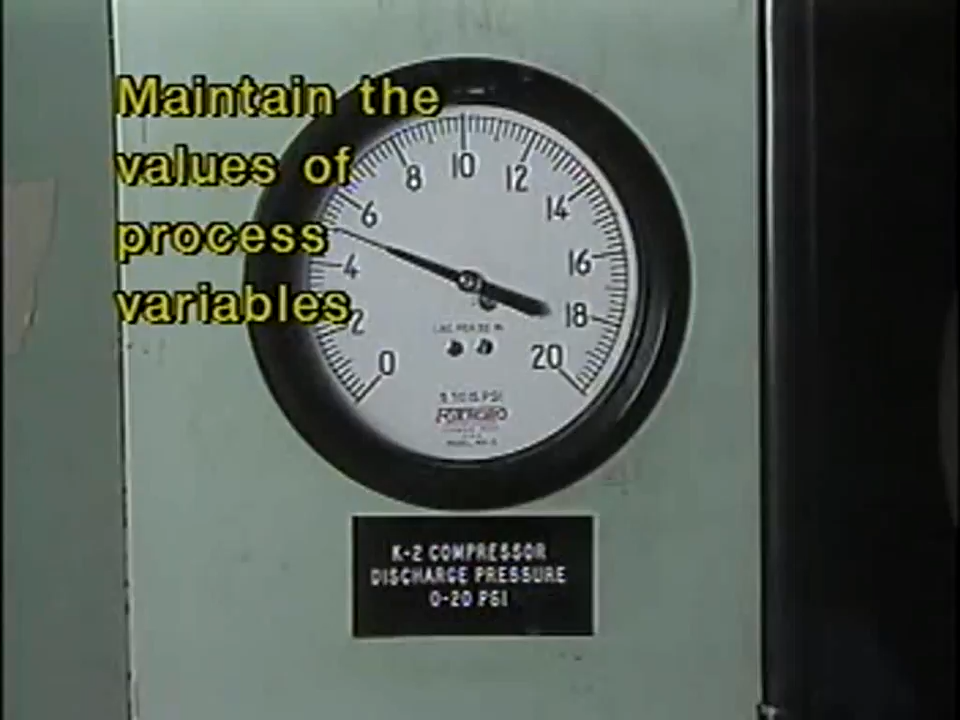 Maintain the
values of
process
variables
0
2
4
6
8
10
12
14
16
18
20
K-2 COMPRESSOR
DISCHARGE PRESSURE
0-20 PSI